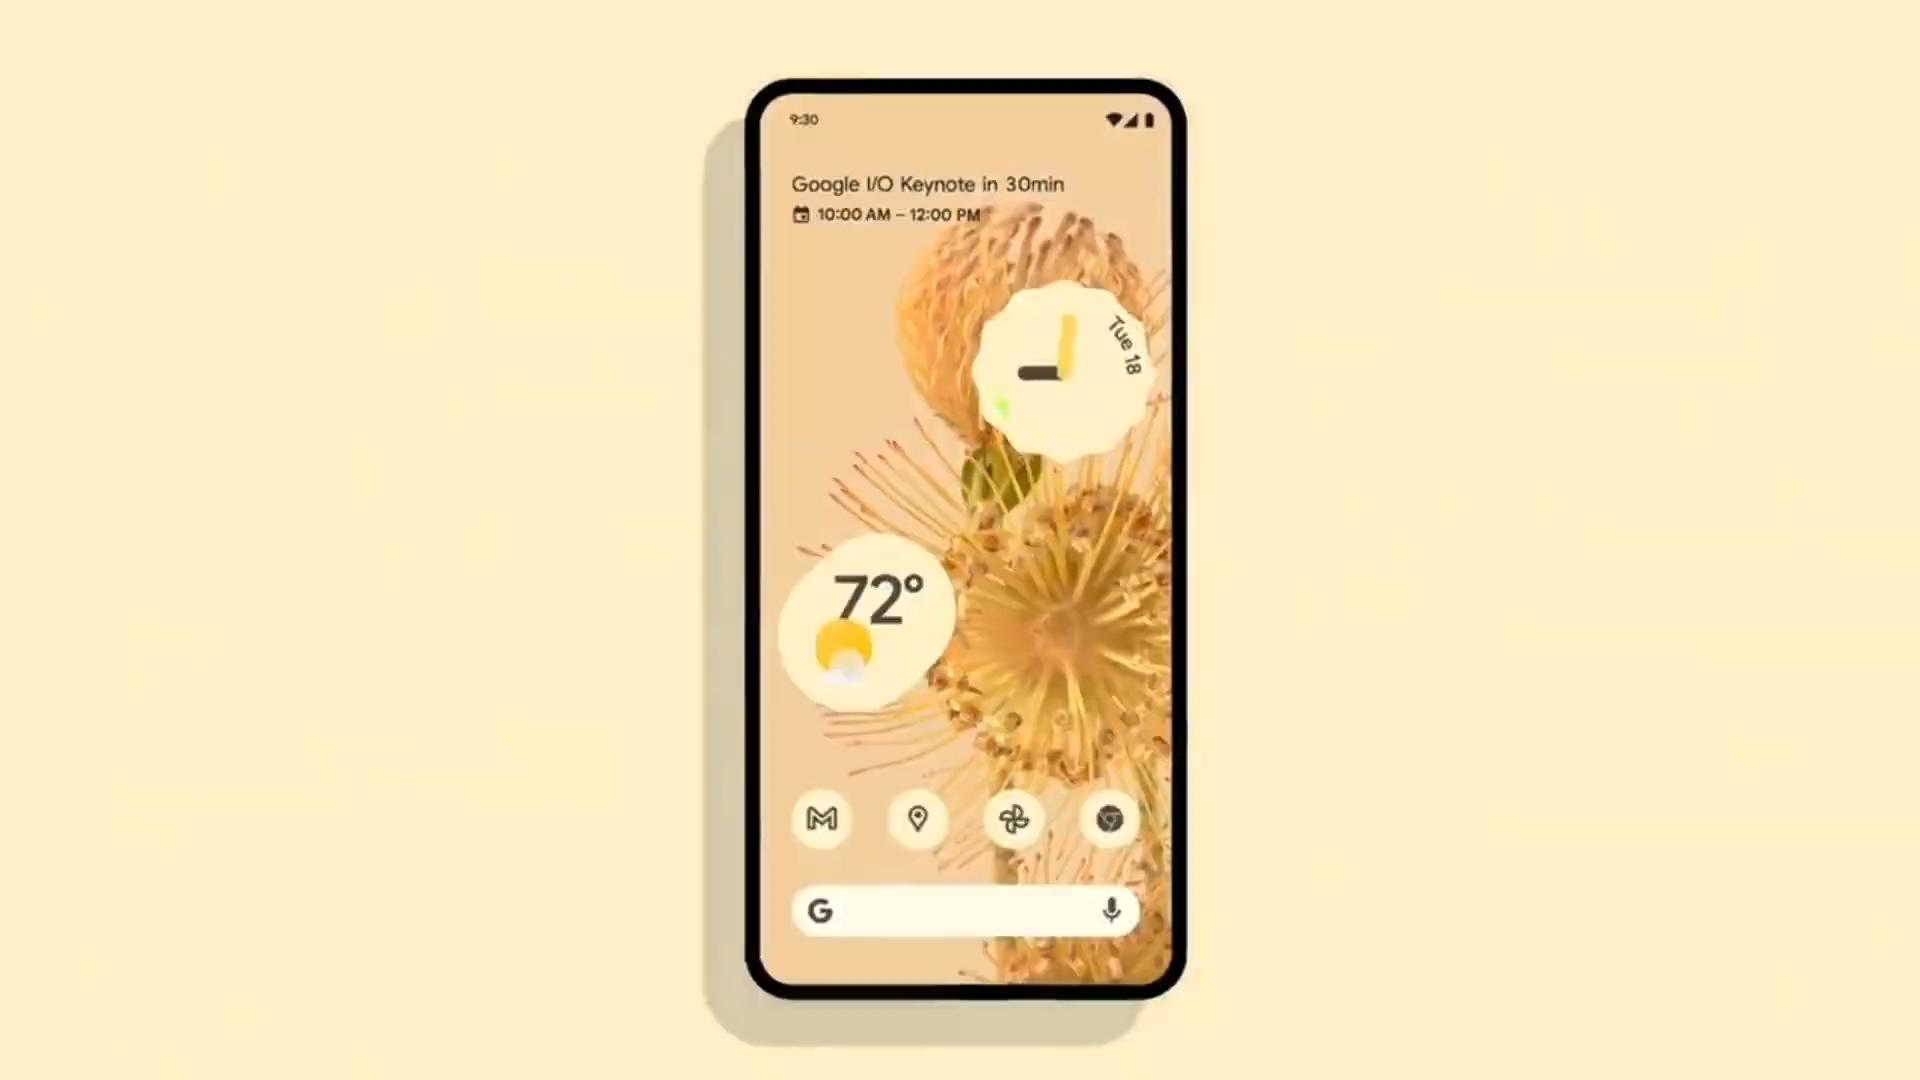 9:30
Google I/O Keynote in 30min
10:00 AM – 12:00 PM
Tue 18
72°